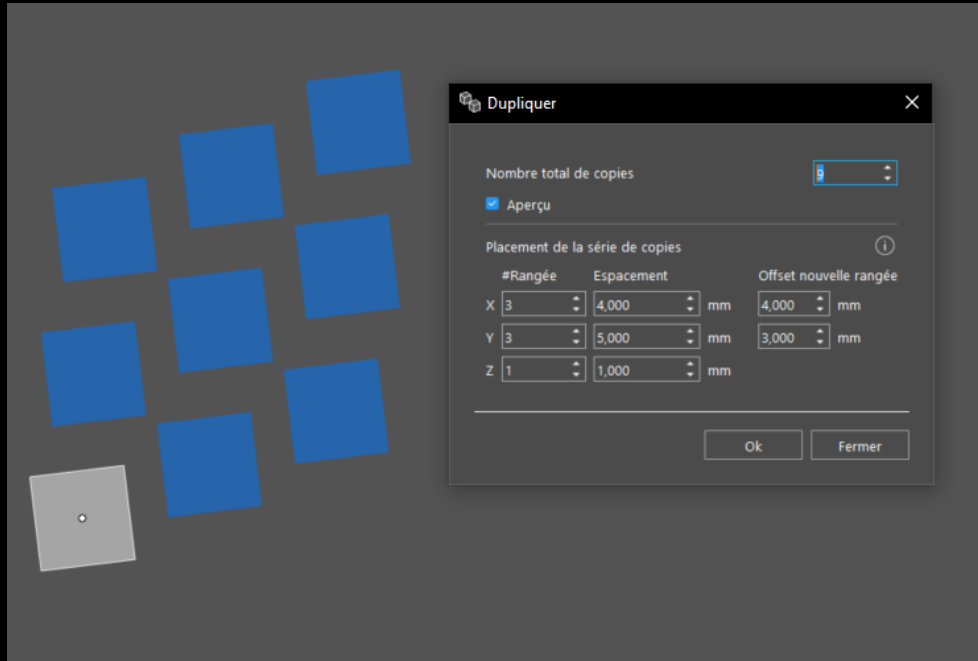 Dupliquer
Nombre total de copies 9
Aperçu
Placement de la série de copies
#Rangée Espacement Offset nouvelle rangée
X 3 4,000 mm 4,000 mm
Y 3 5,000 mm 3,000 mm
Z 1 1,000 mm
Ok Fermer